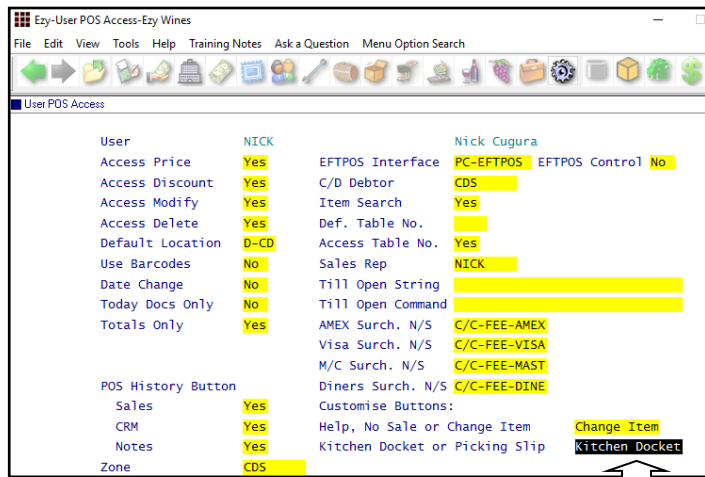 Ezy-User POS Access-Ezy Wines
File Edit View Tools Help Training Notes Ask a Question Menu Option Search
User POS Access
User NICK Nick Cugura
Access Price Yes EFTPOS Interface PC-EFTPOS EFTPOS Control No
Access Discount Yes C/D Debtor CDS
Access Modify Yes Item Search Yes
Access Delete Yes Def. Table No.
Default Location D-CD Access Table No. Yes
Use Barcodes No Sales Rep NICK
Date Change No Till Open String
Today Docs Only No Till Open Command
Totals Only Yes AMEX Surch. N/S C/C-FEE-AMEX
Visa Surch. N/S C/C-FEE-VISA
M/C Surch. N/S C/C-FEE-MAST
POS History Button Diners Surch. N/S C/C-FEE-DINE
Sales Yes Customise Buttons:
CRM Yes Help, No Sale or Change Item Change Item
Notes Yes Kitchen Docket or Picking Slip Kitchen Docket
Zone CDS